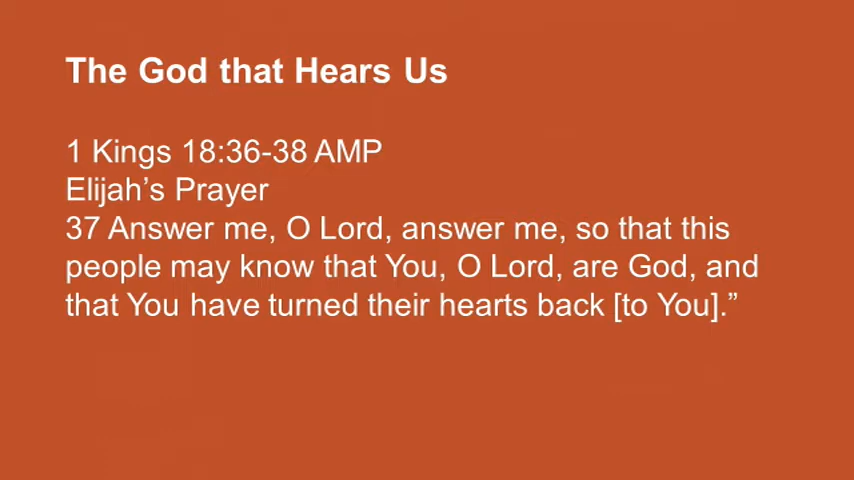 The God that Hears Us
1 Kings 18:36-38 AMP
Elijah’s Prayer
37 Answer me, O Lord, answer me, so that this
people may know that You, O Lord, are God, and
that You have turned their hearts back [to You].”